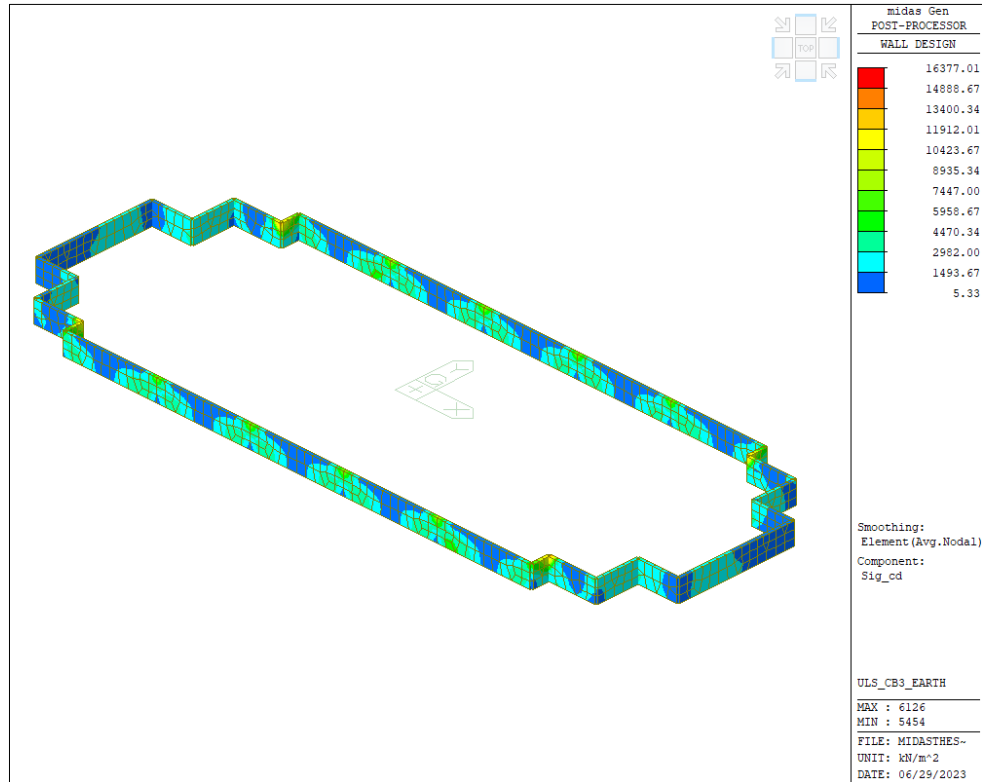 midas Gen
POST-PROCESSOR
WALL DESIGN
TOP
16377.01
14888.67
13400.34
11912.01
10423.67
8935.34
7447.00
5958.67
4470.34
2982.00
1493.67
5.33
Smoothing:
Element(Avg.Nodal)
Component:
Sig_cd
ULS_CB3_EARTH
MAX : 6126
MIN : 5454
FILE: MIDASTHES~
UNIT: kN/m^2
DATE: 06/29/2023